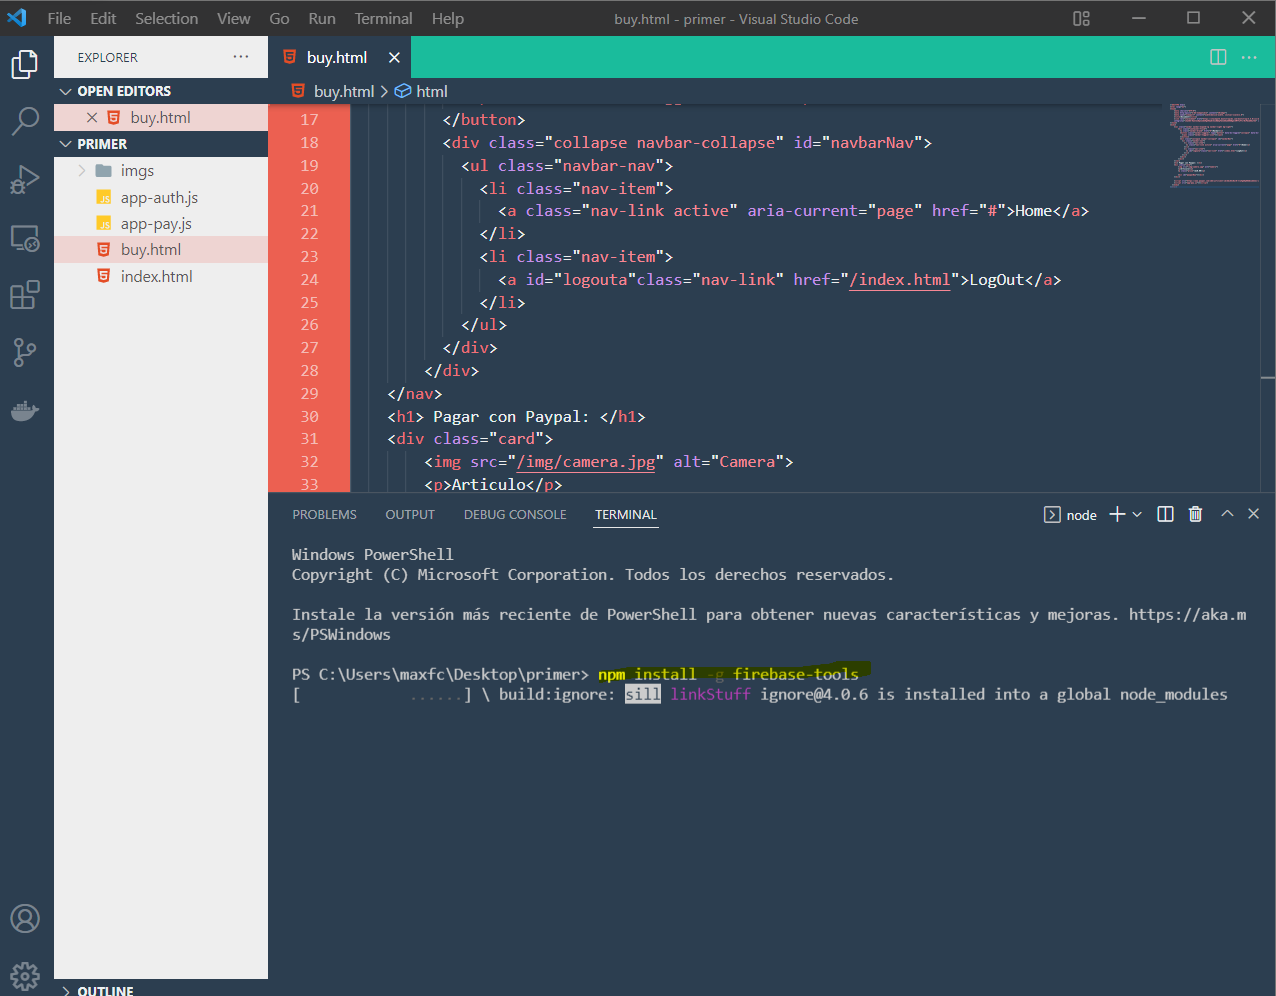 File Edit Selection View Go Run Terminal Help buy.html - primer - Visual Studio Code
EXPLORER
OPEN EDITORS
buy.html
PRIMER
imgs
app-auth.js
app-pay.js
buy.html
index.html
OUTLINE
buy.html
buy.html > html
17 </button>
18 <div class="collapse navbar-collapse" id="navbarNav">
19 <ul class="navbar-nav">
20 <li class="nav-item">
21 <a class="nav-link active" aria-current="page" href="#">Home</a>
22 </li>
23 <li class="nav-item">
24 <a id="logouta"class="nav-link" href="/index.html">LogOut</a>
25 </li>
26 </ul>
27 </div>
28 </div>
29 </nav>
30 <h1> Pagar con Paypal: </h1>
31 <div class="card">
32 <img src="/img/camera.jpg" alt="Camera">
33 <p>Articulo</p>
PROBLEMS OUTPUT DEBUG CONSOLE TERMINAL node
Windows PowerShell
Copyright (C) Microsoft Corporation. Todos los derechos reservados.
Instale la versión más reciente de PowerShell para obtener nuevas características y mejoras. https://aka.m
s/PSWindows
PS C:\Users\maxfc\Desktop\primer> npm install -g firebase-tools
[ ......] \ build:ignore: sill linkStuff ignore@4.0.6 is installed into a global node_modules